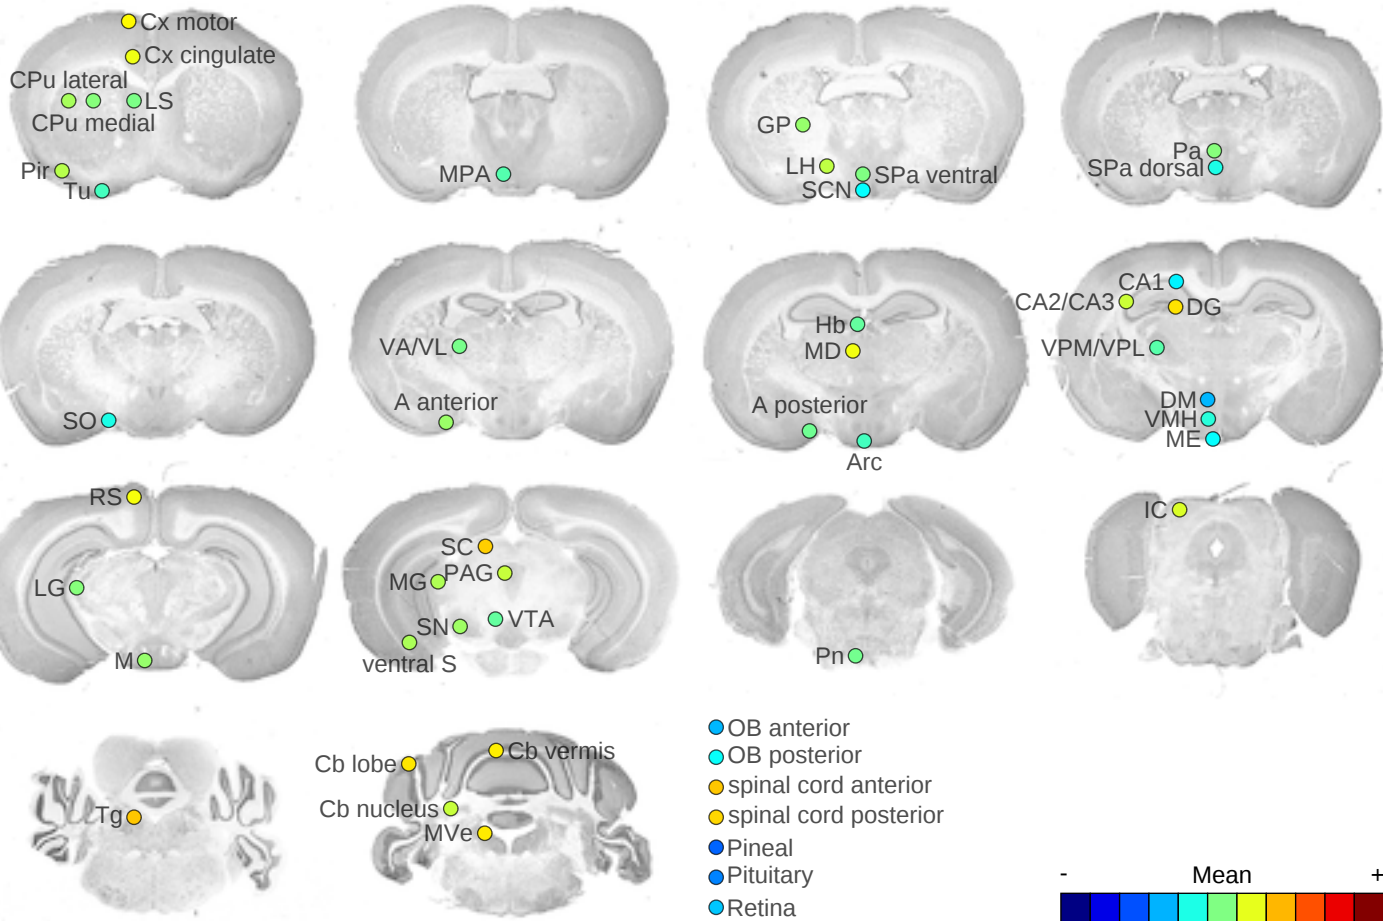 Cx motor
Cx cingulate
CPu lateral
LS
CPu medial
Pir
Tu
MPA
GP
LH
SPa ventral
SCN
Pa
SPa dorsal
SO
VA/VL
A anterior
Hb
MD
A posterior
Arc
CA1
CA2/CA3
DG
VPM/VPL
DM
VMH
ME
RS
LG
M
SC
PAG
MG
VTA
SN
ventral S
Pn
IC
Tg
Cb vermis
Cb lobe
Cb nucleus
MVe
OB anterior
OB posterior
spinal cord anterior
spinal cord posterior
Pineal
Pituitary
Retina
- Mean +